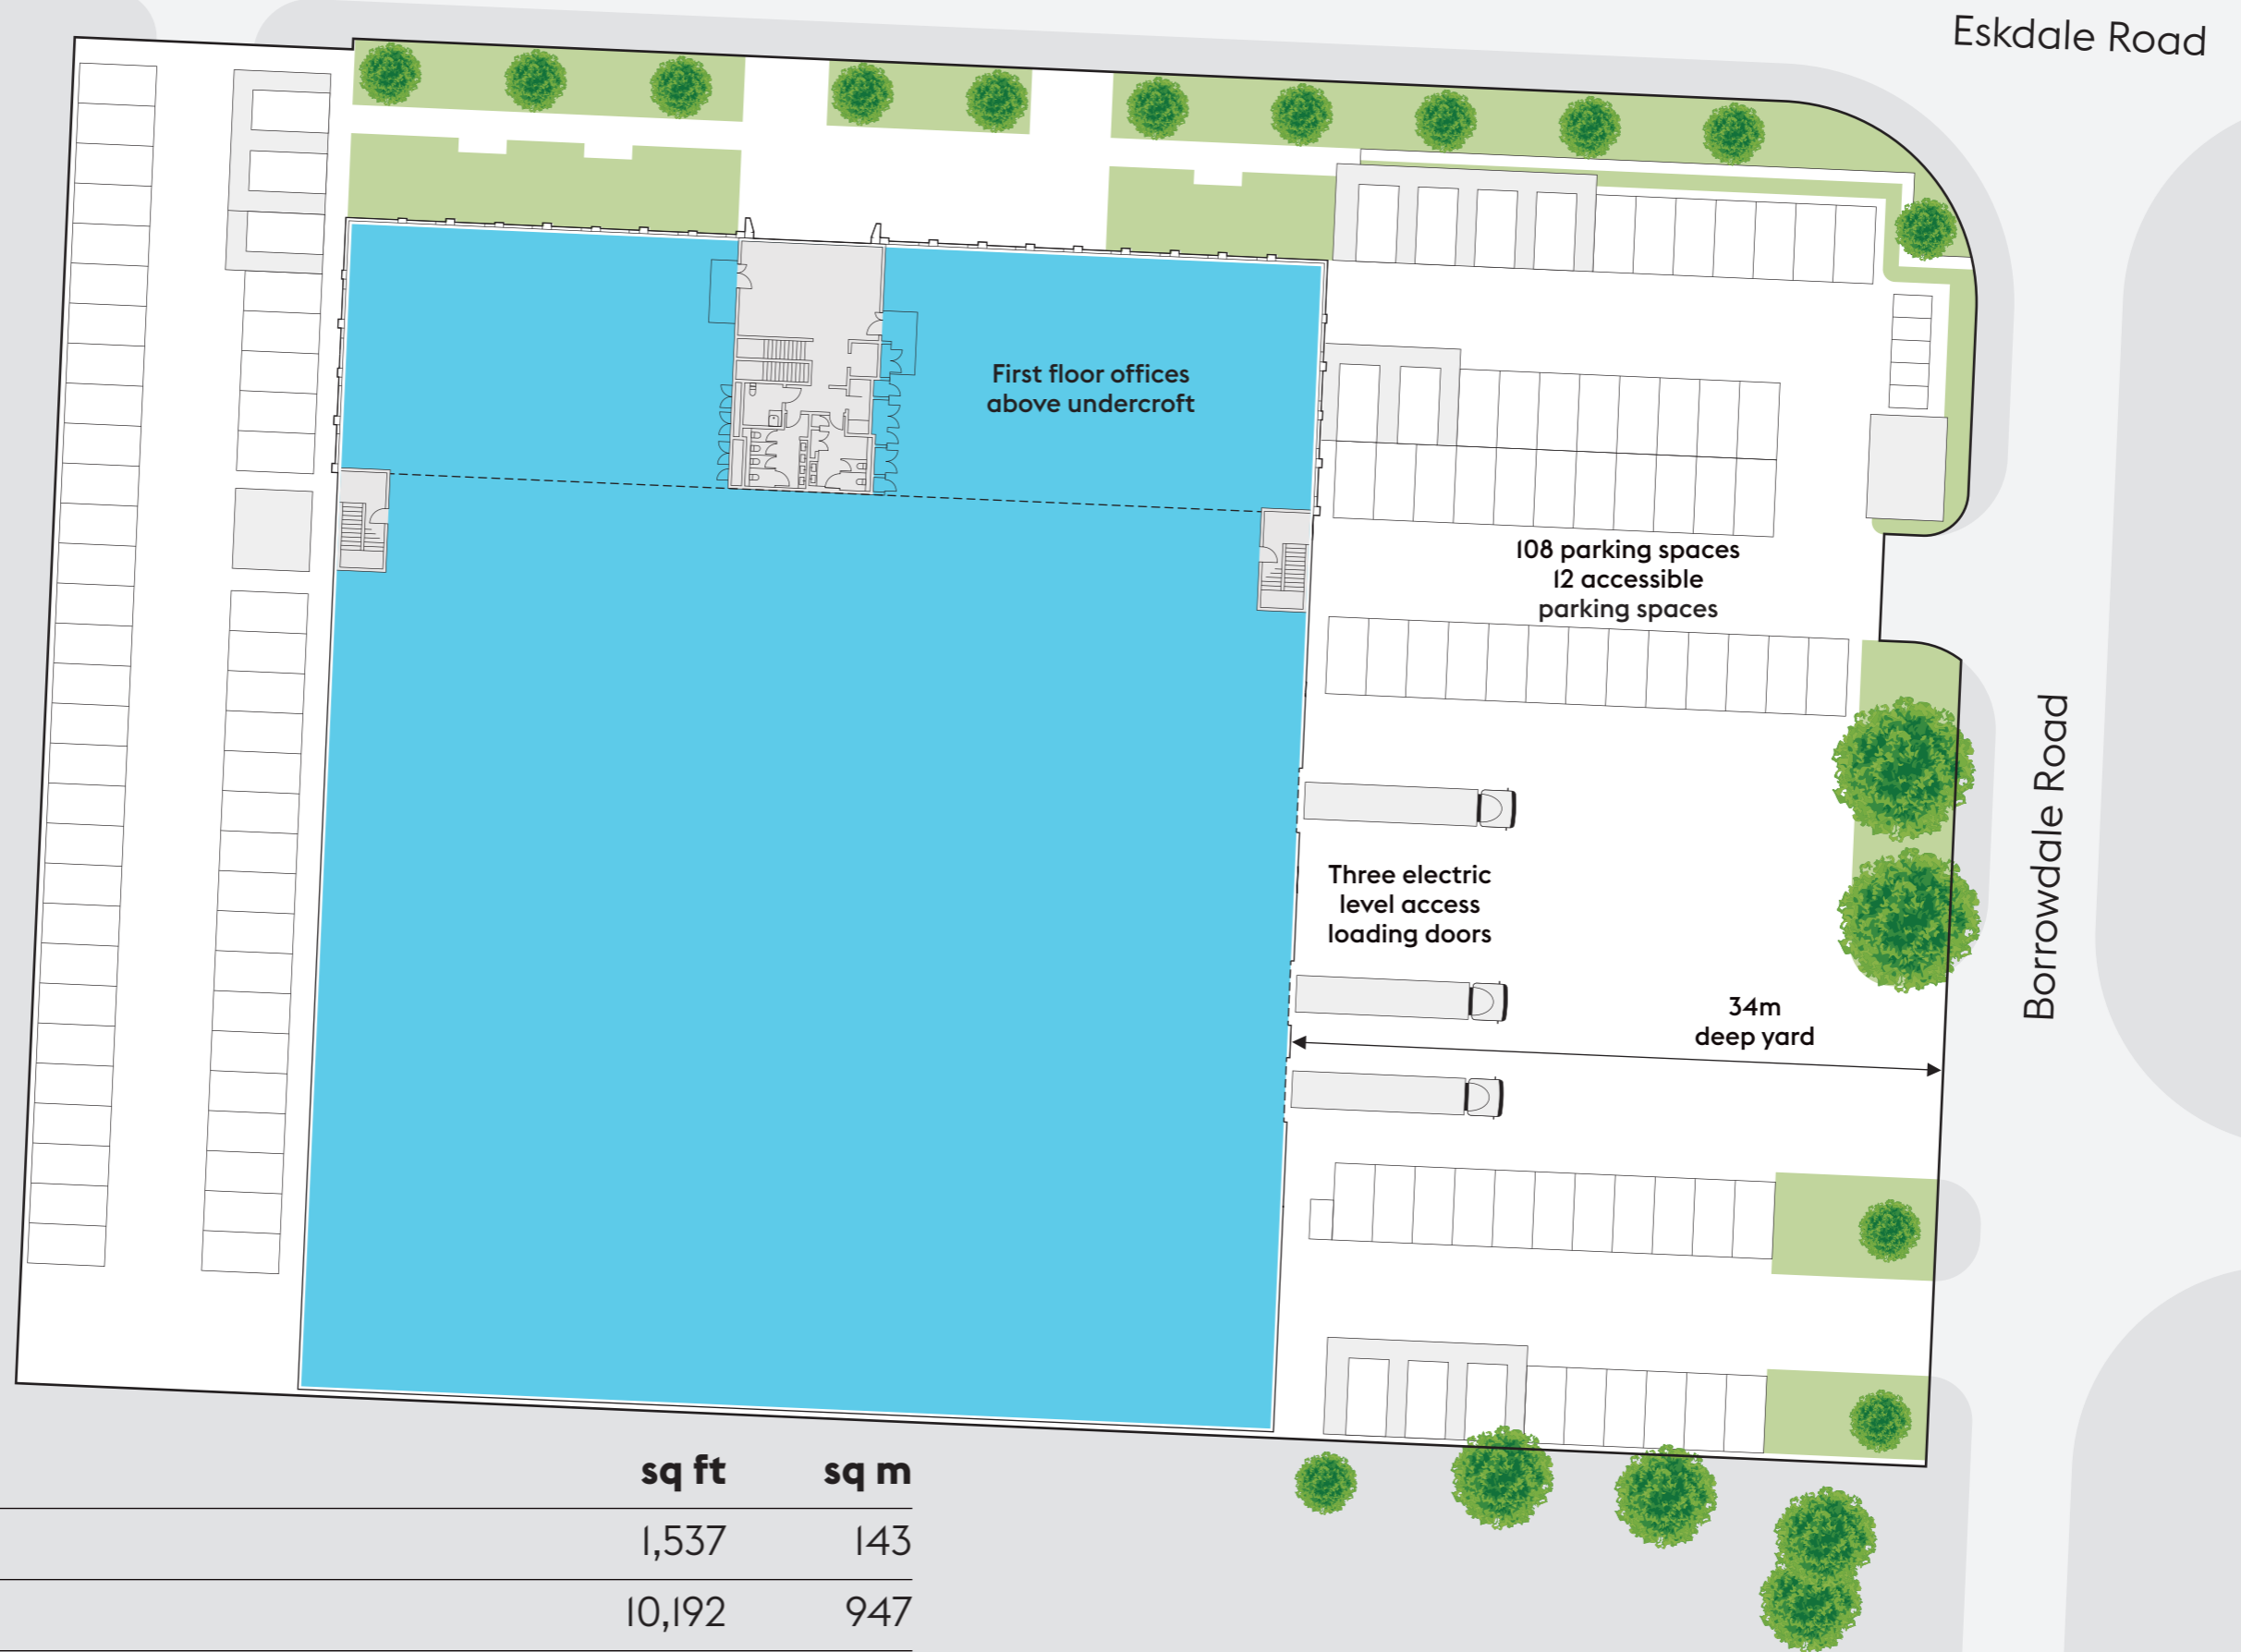 Eskdale Road
First floor offices
above undercroft
108 parking spaces
12 accessible
parking spaces
Borrowdale Road
Three electric
level access
loading doors
34m
deep yard
sq ft sq m
1,537 143
10,192 947